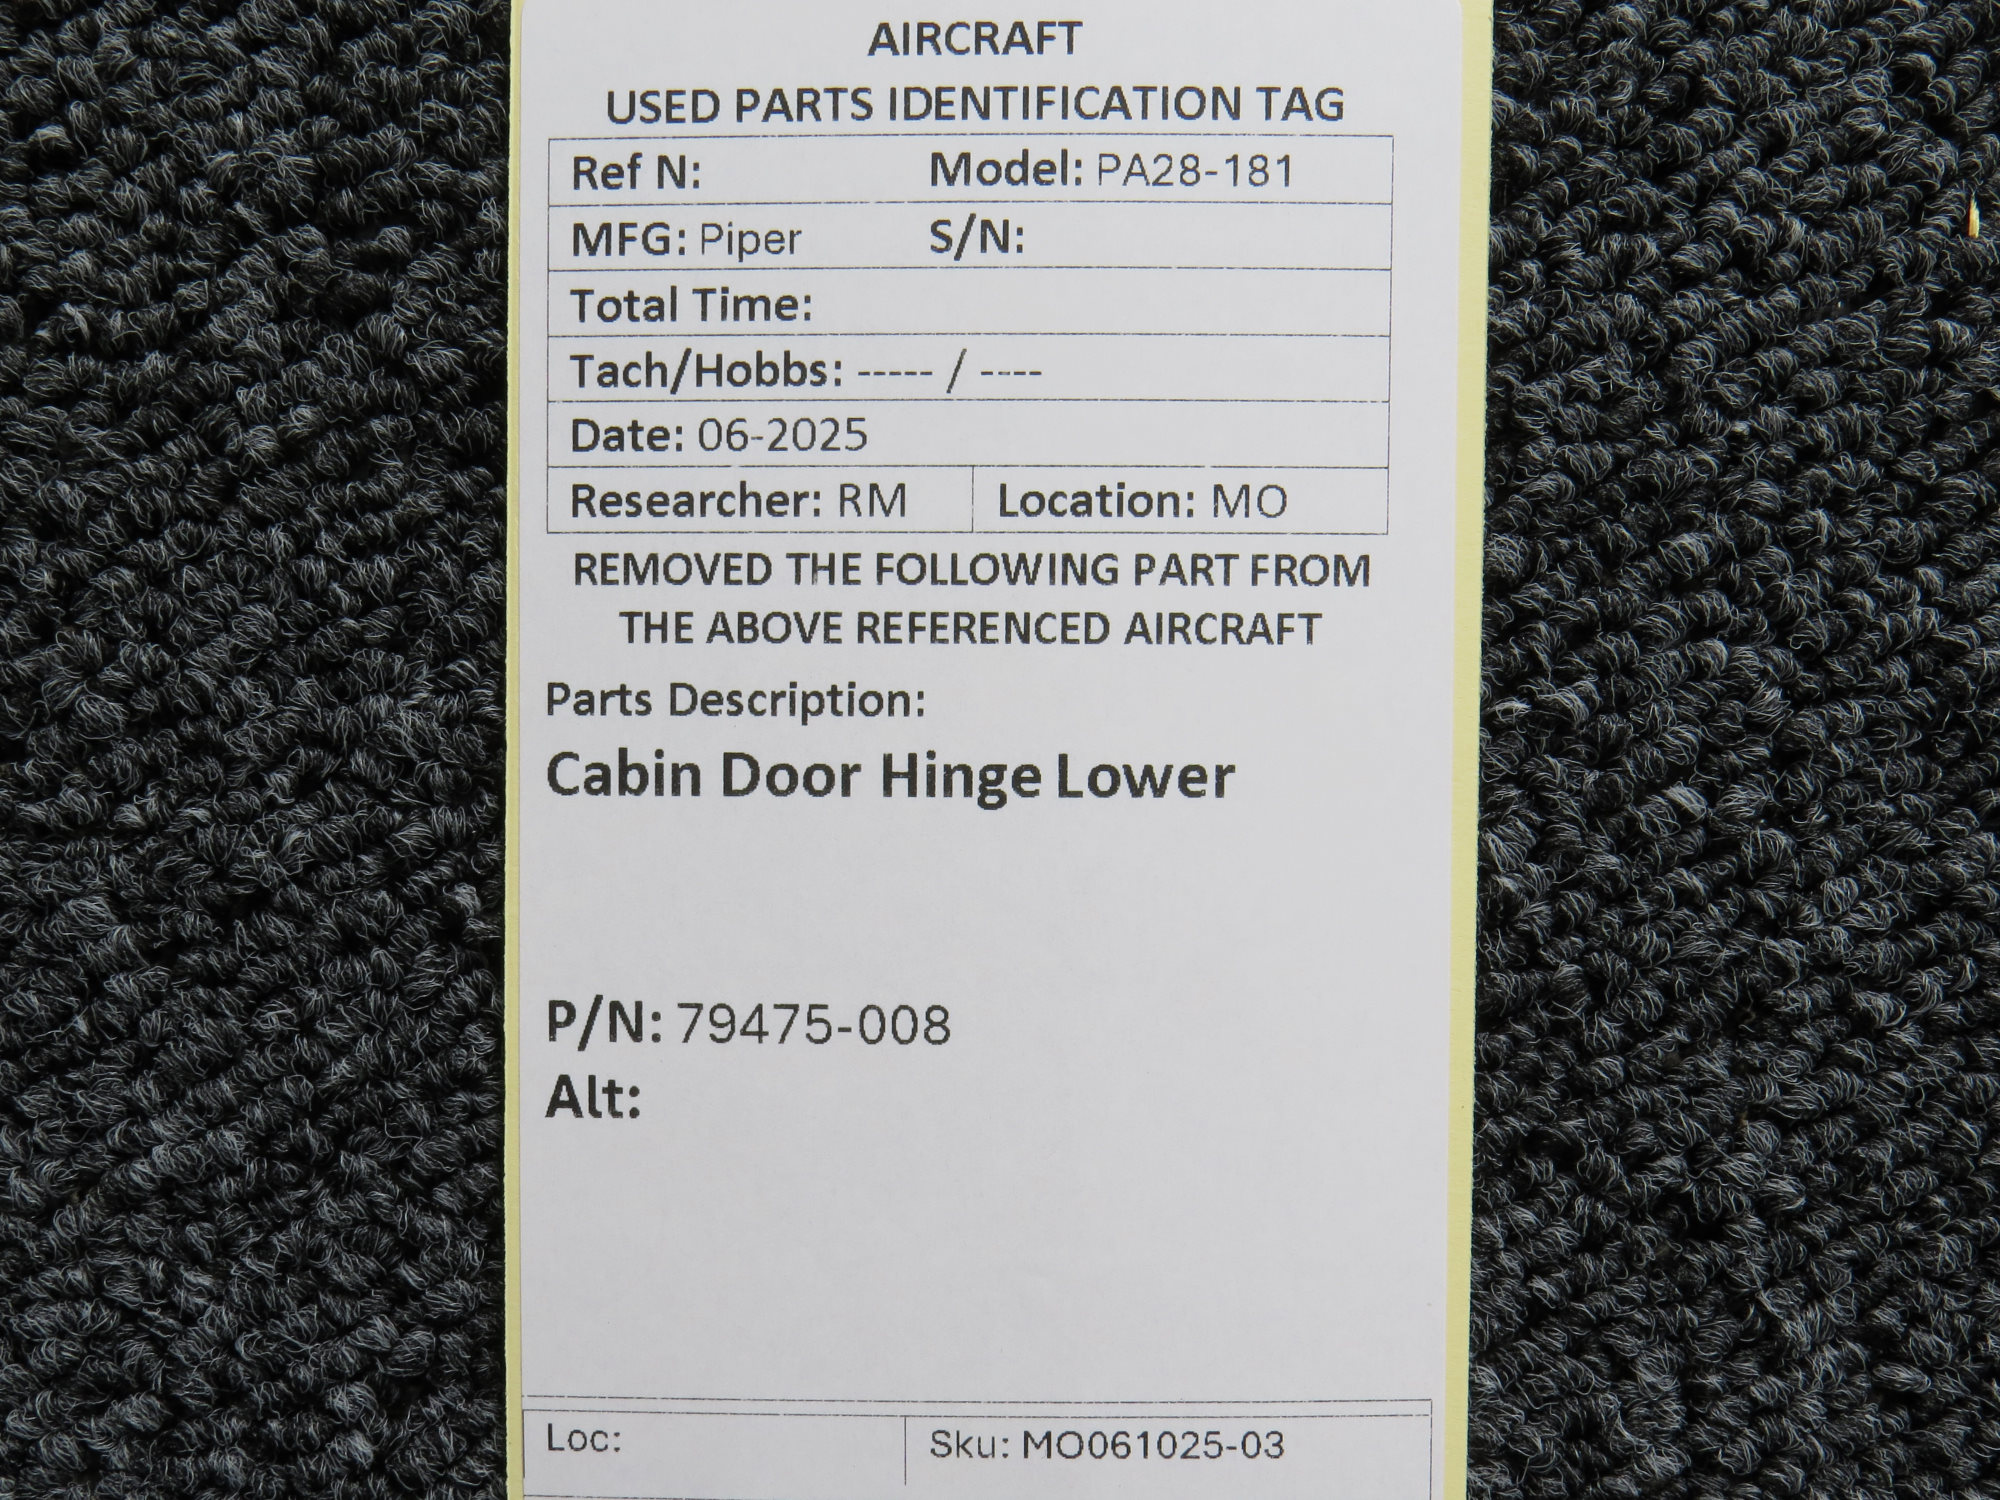 AIRCRAFT
USED PARTS IDENTIFICATION TAG
Ref N: Model: PA28-181
MFG: Piper S/N:
Total Time:
Tach/Hobbs: ----- / ----
Date: 06-2025
Researcher: RM Location: MO
REMOVED THE FOLLOWING PART FROM
THE ABOVE REFERENCED AIRCRAFT
Parts Description:
Cabin Door Hinge Lower
P/N: 79475-008
Alt:
Loc: Sku: MO061025-03